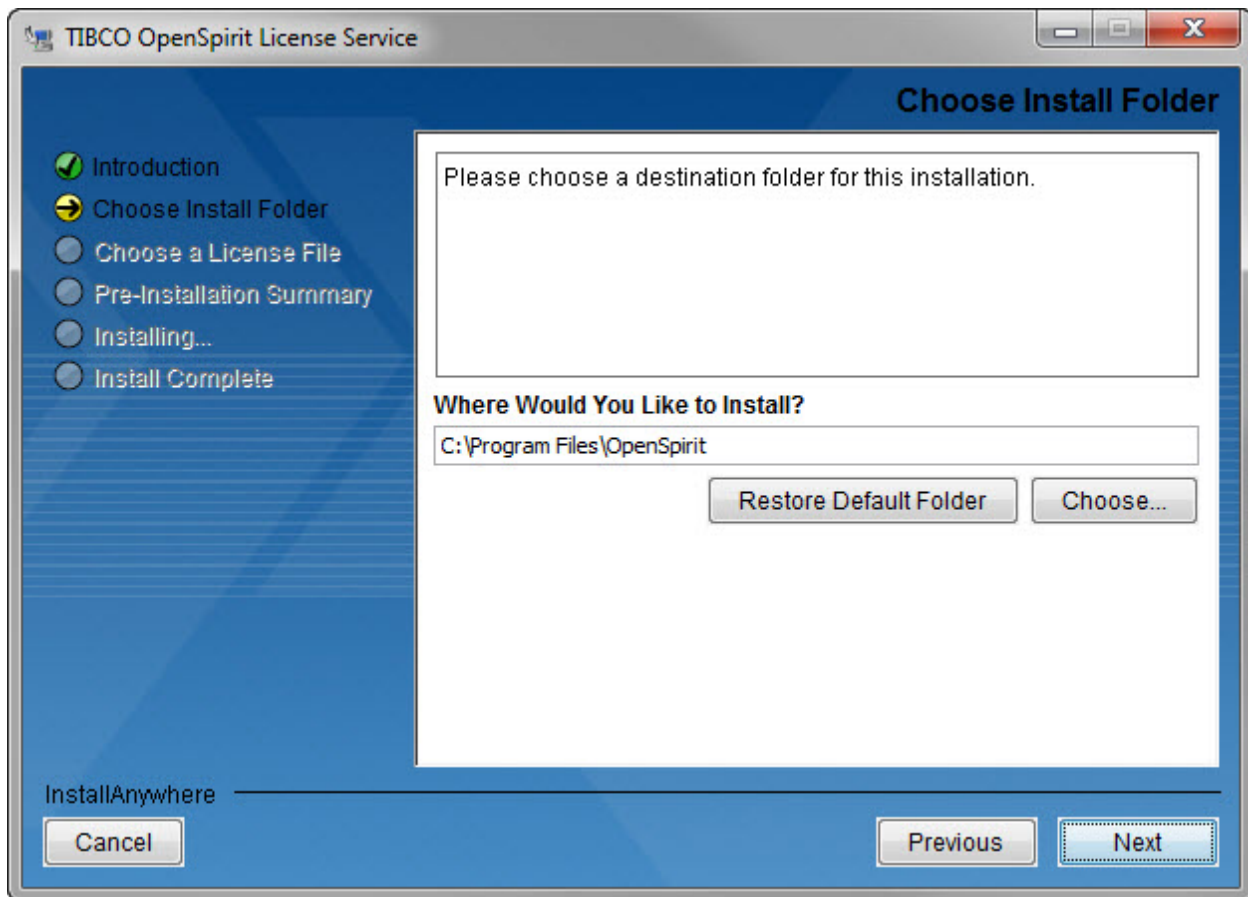 TIBCO OpenSpirit License Service
Choose Install Folder
Introduction
Choose Install Folder
Choose a License File
Pre-Installation Summary
Installing...
Install Complete
Please choose a destination folder for this installation.
Where Would You Like to Install?
C:\Program Files\OpenSpirit
Restore Default Folder
Choose...
InstallAnywhere
Cancel
Previous
Next